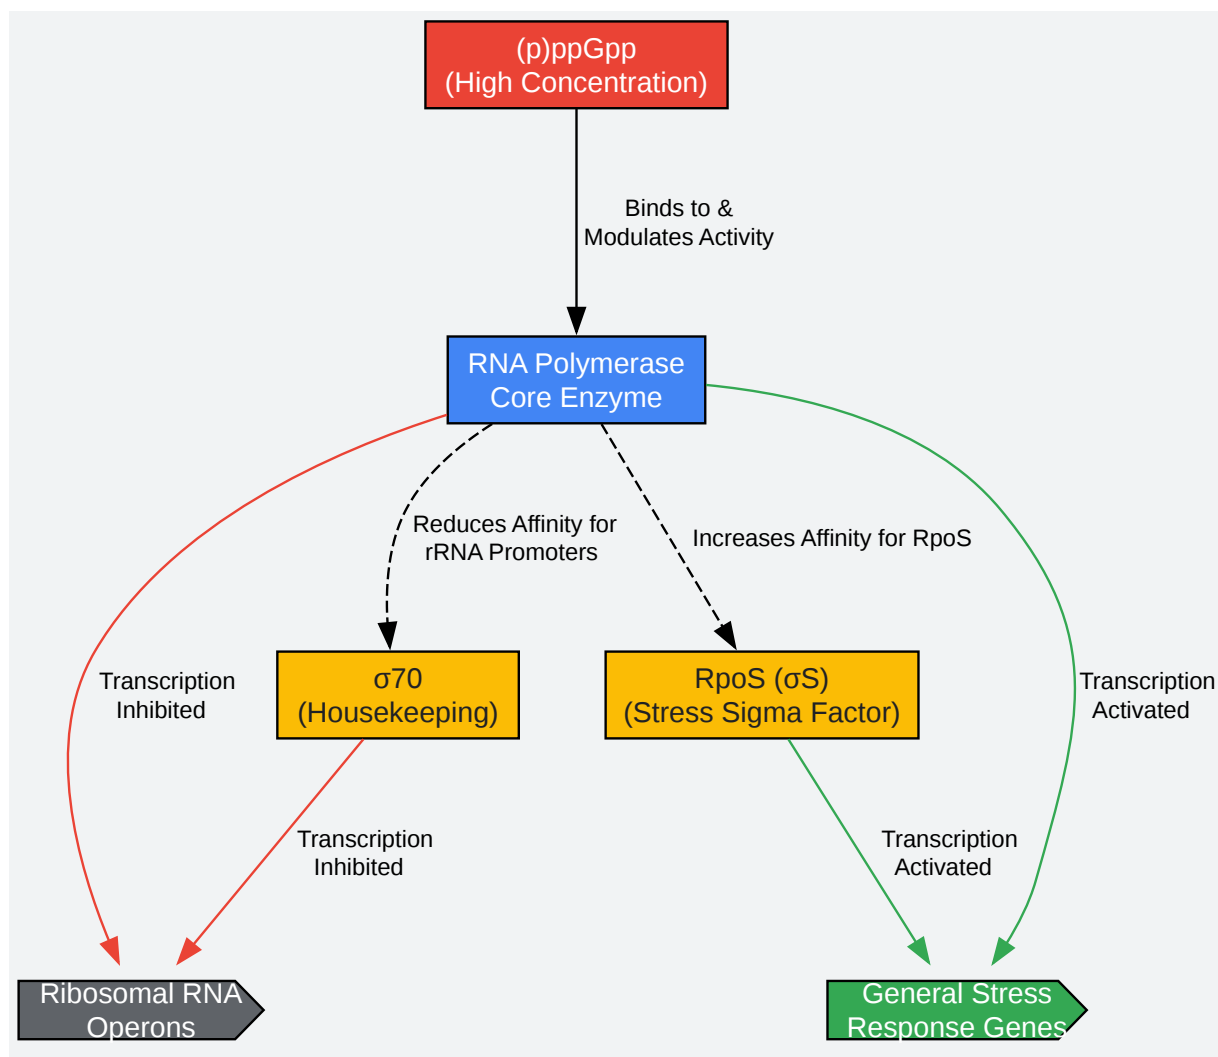 (p)ppGpp
(High Concentration)
Binds to &
Modulates Activity
RNA Polymerase
Core Enzyme
Reduces Affinity for
rRNA Promoters
Increases Affinity for RpoS
Transcription
Inhibited
σ70
(Housekeeping)
RpoS (σS)
(Stress Sigma Factor)
Transcription
Activated
Transcription
Inhibited
Transcription
Activated
Ribosomal RNA
Operons
General Stress
Response Genes